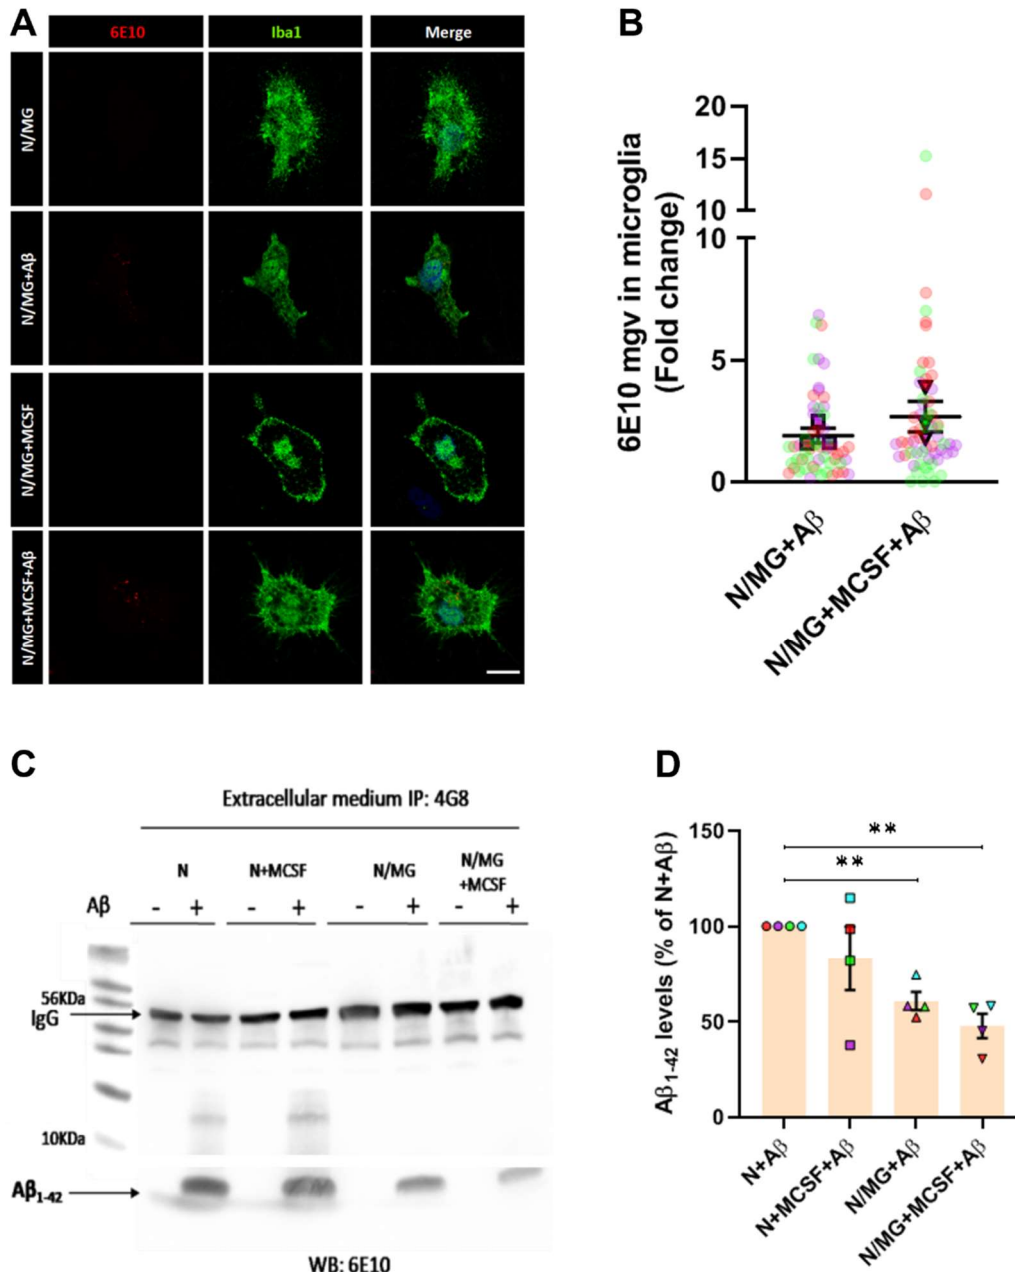 A
6E10 Iba1 Merge
N/MG
N/MG+Aβ
N/MG+MCSF
N/MG+MCSF+Aβ
B
6E10 mgv in microglia
(Fold change)
20
15
10
10
5
0
N/MG+Aβ
N/MG+MCSF+Aβ
C
Extracellular medium IP: 4G8
N N+MCSF N/MG N/MG
+MCSF
Aβ - + - + - + - +
56KDa
IgG
10KDa
Aβ1-42
WB: 6E10
D
Aβ1-42 levels (% of N+Aβ)
150
100
50
0
**
**
N+Aβ
N+MCSF+Aβ
N/MG+Aβ
N/MG+MCSF+Aβ